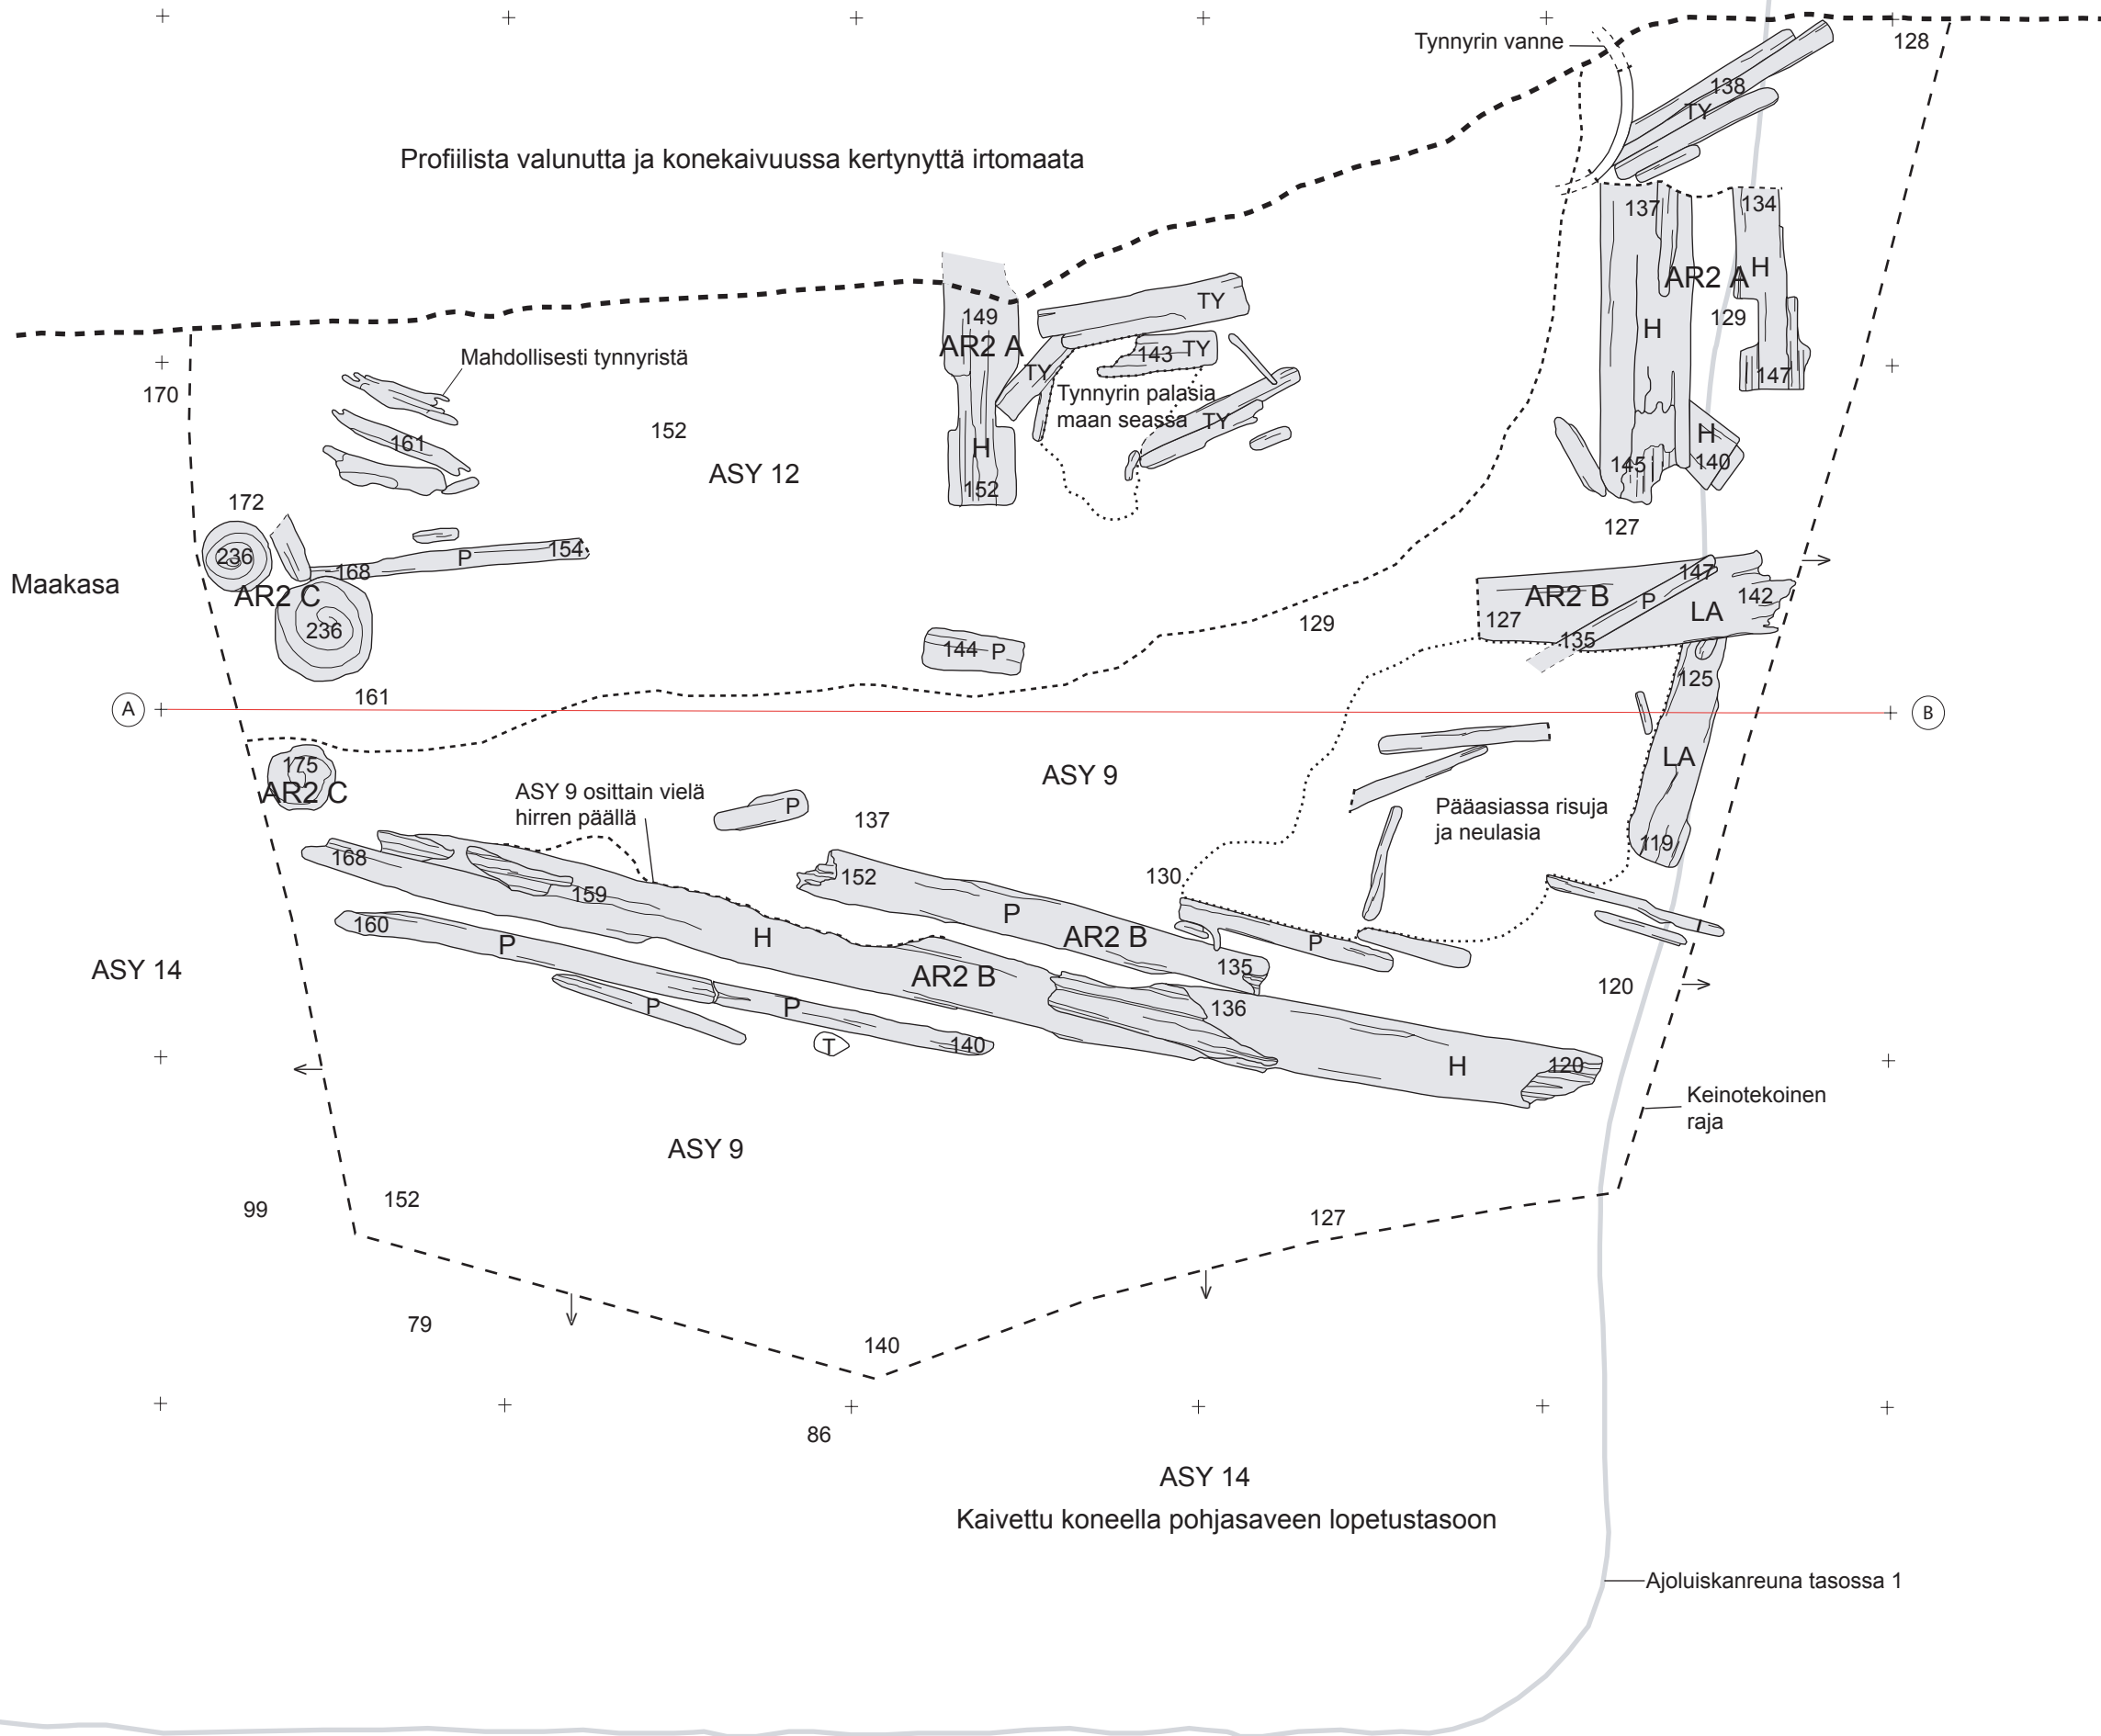 Tynnyrin vanne
128
138
TY
Profiilista valunutta ja konekaivuussa kertynyttä irtomaata
137
134
AR2 A
H
H
129
147
149
AR2 A
TY
143
TY
TY
Tynnyrin palasia
maan seassa
TY
H
152
Mahdollisesti tynnyristä
170
161
152
ASY 12
H
145
140
127
172
236
168
P
154
Maakasa
AR2 C
236
147
AR2 B
P
142
127
LA
135
129
144
P
161
125
A
B
175
AR2 C
ASY 9
LA
ASY 9 osittain vielä
hirren päällä
P
137
Pääasiassa risuja
ja neulasia
119
168
159
152
130
160
P
H
P
AR2 B
P
135
ASY 14
AR2 B
120
P
P
136
T
140
H
120
Keinotekoinen
raja
ASY 9
99
152
127
79
140
86
ASY 14
Kaivettu koneella pohjasaveen lopetustasoon
Ajoluiskanreuna tasossa 1